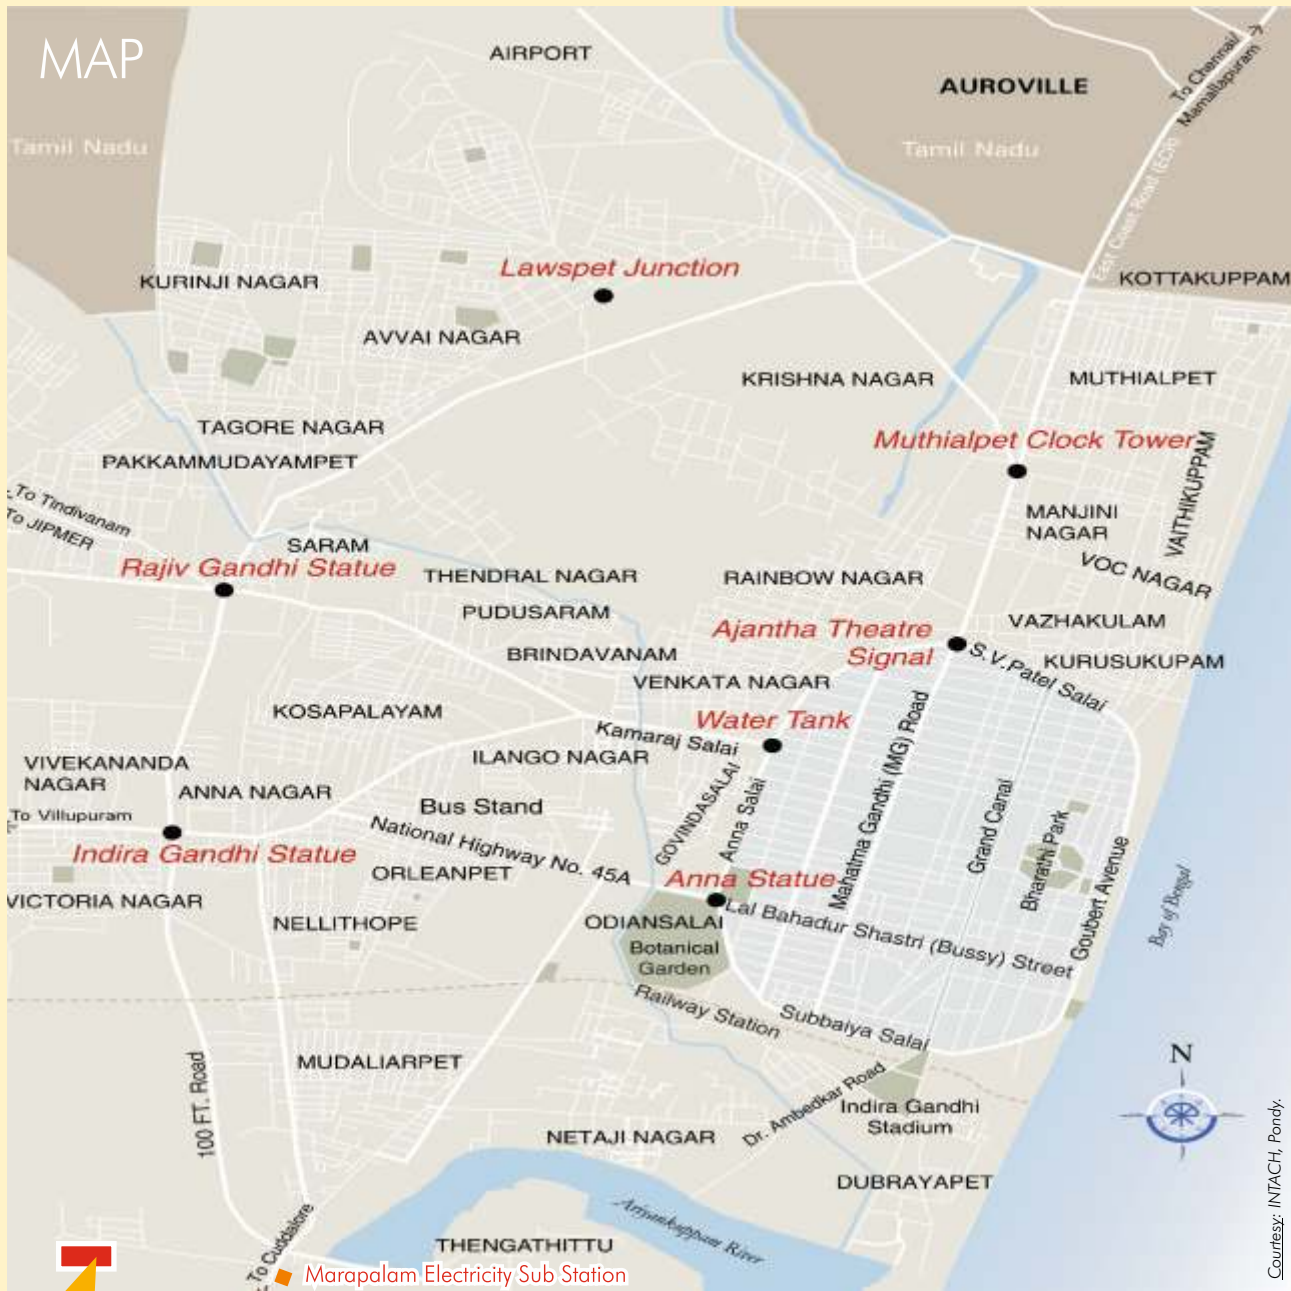 MAP
AIRPORT
AUROVILLE
To Chennai/
Mamallapuram
Tamil Nadu
Tamil Nadu
East Coast Road (ECR)
Lawspet Junction
KURINJI NAGAR
KOTTAKUPPAM
AVVAI NAGAR
KRISHNA NAGAR
MUTHIALPET
TAGORE NAGAR
Muthialpet Clock Tower
PAKKAMMUDAYAMPET
VAITHIKUPPAM
To Tindivanam
To JIPMER
MANJINI
NAGAR
SARAM
Rajiv Gandhi Statue
THENDRAL NAGAR
RAINBOW NAGAR
VOC NAGAR
PUDUSARAM
Ajantha Theatre
Signal
VAZHAKULAM
BRINDAVANAM
S.V.Patel Salai
KURUSUKUPAM
VENKATA NAGAR
KOSAPALAYAM
Water Tank
Kamaraj Salai
Mahatma Gandhi (MG) Road
VIVEKANANDA
NAGAR
ILANGO NAGAR
ANNA NAGAR
GOVINDASALAI
Anna Salai
Grand Canal
Bharathi Park
To Villupuram
Bus Stand
National Highway No. 45A
Indira Gandhi Statue
ORLEANPET
Anna Statue
Goubert Avenue
Bay of Bengal
VICTORIA NAGAR
NELLITHOPE
ODIANSALAI
Lal Bahadur Shastri (Bussy) Street
Botanical
Garden
Railway Station
Subbaiya Salai
N
100 FT. Road
MUDALIARPET
Dr. Ambedkar Road
Indira Gandhi
Stadium
NETAJI NAGAR
DUBRAYAPET
Ariyankuppam River
To Cuddalore
THENGATHITTU
Marapalam Electricity Sub Station
Courtesy: INTACH, Pondy.